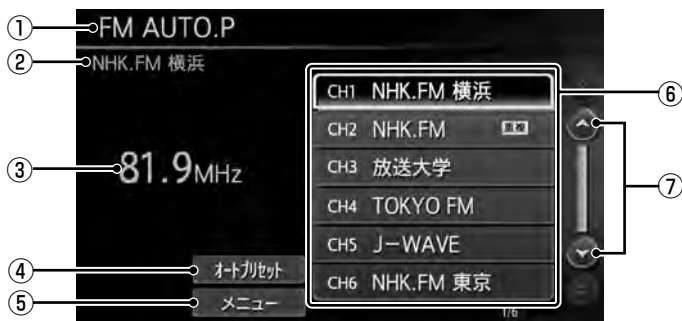 ① FM AUTO.P
② NHK.FM 横浜
③ 81.9MHz
④ オートプリセット
⑤ メニュー
⑥
CH1 NHK.FM 横浜
CH2 NHK.FM
CH3 放送大学
CH4 TOKYO FM
CH5 J-WAVE
CH6 NHK.FM 東京
⑦
1/6